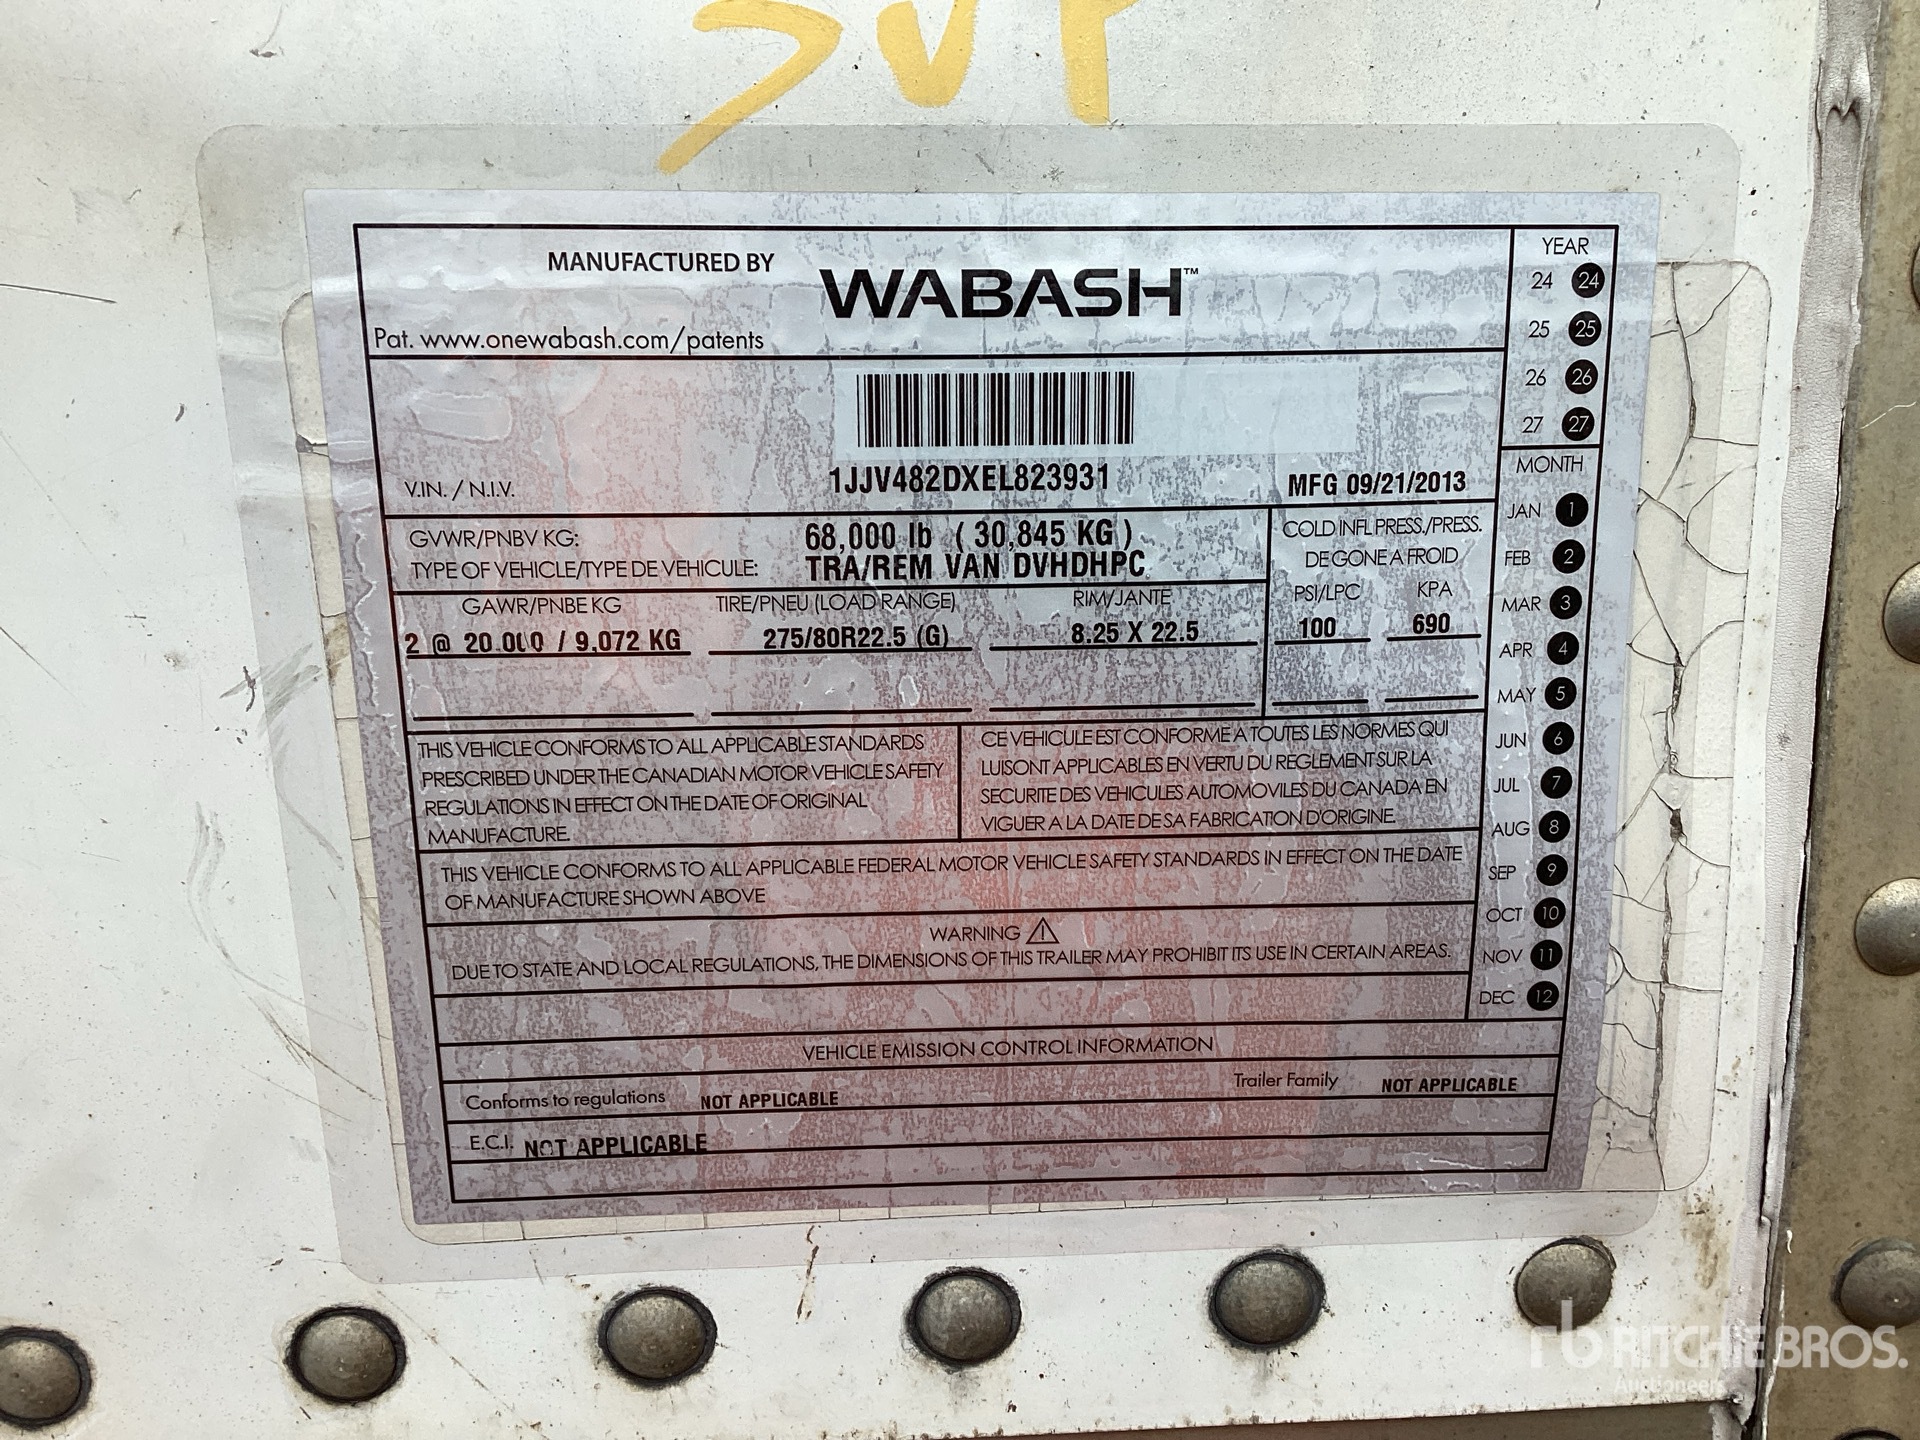 SUP
MANUFACTURED BY WABASH™
Pat. www.onewabash.com/patents
YEAR
24 24
25 25
26 26
27 27
V.IN. / N.I.V. 1JJV482DXEL823931 MFG 09/21/2013
GVWR/PNBV KG: 68,000 lb ( 30,845 KG )
TYPE OF VEHICLE/TYPE DE VEHICULE: TRA/REM VAN DVHDHPC
COLD INFL PRESS./PRESS.
DE GONE A FROID
GAWR/PNBE KG TIRE/PNEU (LOAD RANGE) RIM/JANTE PSI/LPC KPA
2 @ 20.000 / 9,072 KG 275/80R22.5 (G) 8.25 X 22.5 100 690
THIS VEHICLE CONFORMS TO ALL APPLICABLE STANDARDS
PRESCRIBED UNDER THE CANADIAN MOTOR VEHICLE SAFETY
REGULATIONS IN EFFECT ON THE DATE OF ORIGINAL
MANUFACTURE.
CE VEHICULE EST CONFORME A TOUTES LES NORMES QUI
LUISONT APPLICABLES EN VERTU DU REGLEMENT SUR LA
SECURITE DES VEHICULES AUTOMOVILES DU CANADA EN
VIGUER A LA DATE DE SA FABRICATION D'ORIGINE.
THIS VEHICLE CONFORMS TO ALL APPLICABLE FEDERAL MOTOR VEHICLE SAFETY STANDARDS IN EFFECT ON THE DATE
OF MANUFACTURE SHOWN ABOVE
WARNING
DUE TO STATE AND LOCAL REGULATIONS, THE DIMENSIONS OF THIS TRAILER MAY PROHIBIT ITS USE IN CERTAIN AREAS.
MONTH
JAN 1
FEB 2
MAR 3
APR 4
MAY 5
JUN 6
JUL 7
AUG 8
SEP 9
OCT 10
NOV 11
DEC 12
VEHICLE EMISSION CONTROL INFORMATION
Conforms to regulations NOT APPLICABLE Trailer Family NOT APPLICABLE
E.C.I. NOT APPLICABLE
rb RITCHIE BROS.
Auctioneers